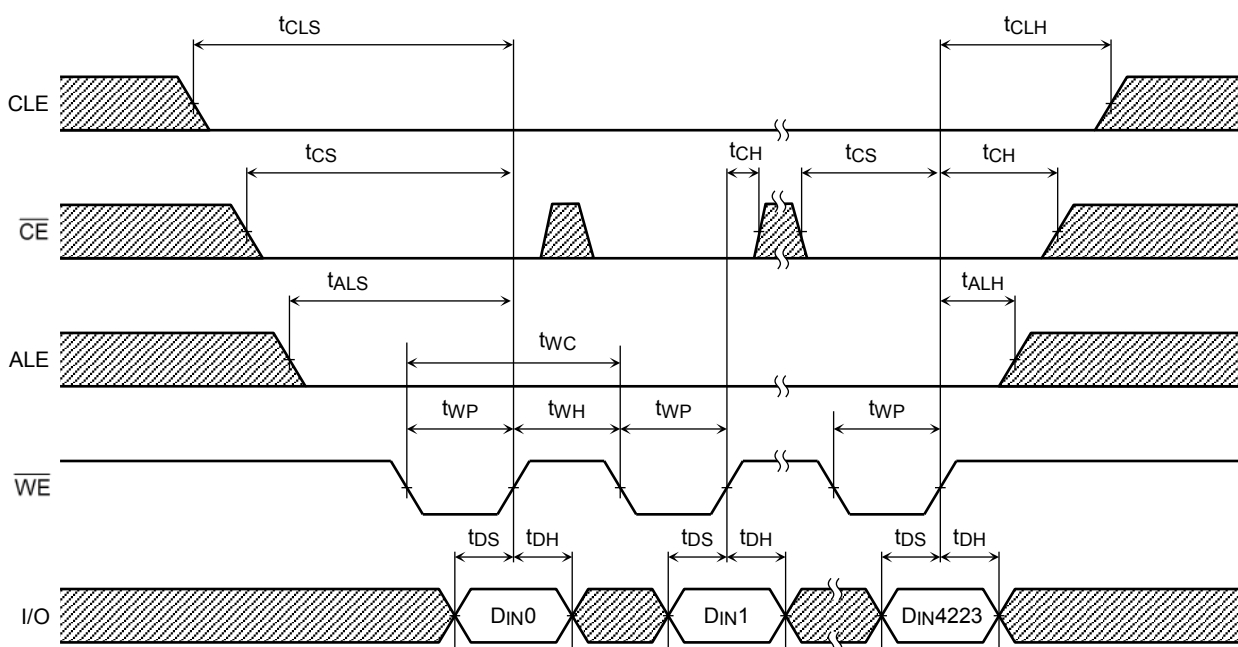 tCLS
tCLH
CLE
tCS
tCH
tCS
tCH
CE
tALS
tALH
tWC
ALE
tWP
tWH
tWP
tWP
WE
tDS
tDH
tDS
tDH
tDS
tDH
I/O
DIN0
DIN1
DIN4223